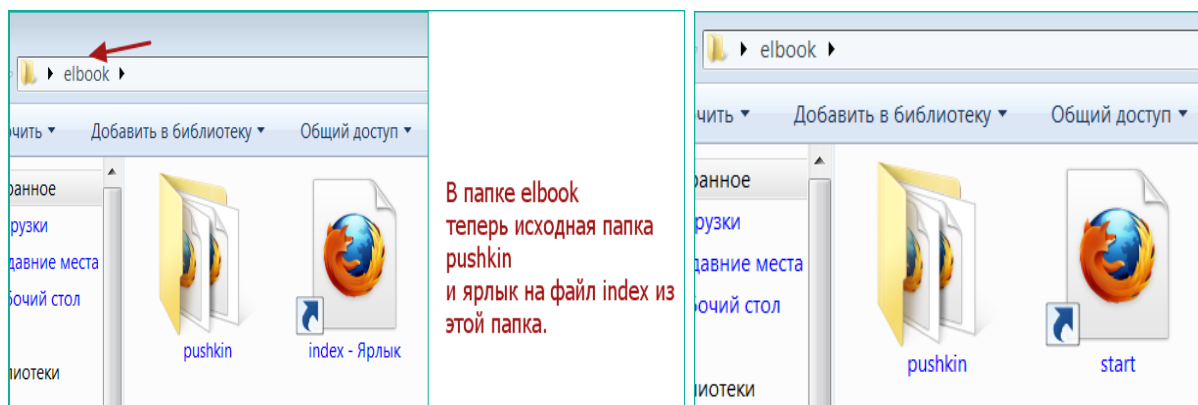 elbook
чить Добавить в библиотеку Общий доступ
ранное
рузки
давние места
бочий стол
pushkin
index - Ярлык
лиотеки
В папке elbook
теперь исходная папка
pushkin
и ярлык на файл index из
этой папка.
elbook
чить Добавить в библиотеку Общий доступ
ранное
рузки
давние места
бочий стол
pushkin
start
лиотеки